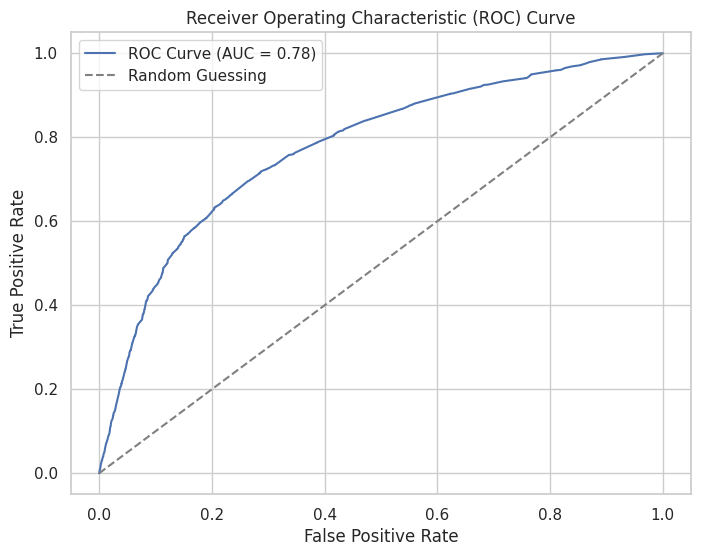 Receiver Operating Characteristic (ROC) Curve
ROC Curve (AUC = 0.78)
Random Guessing
1.0
0.8
0.6
0.4
0.2
0.0
True Positive Rate
0.0 0.2 0.4 0.6 0.8 1.0
False Positive Rate